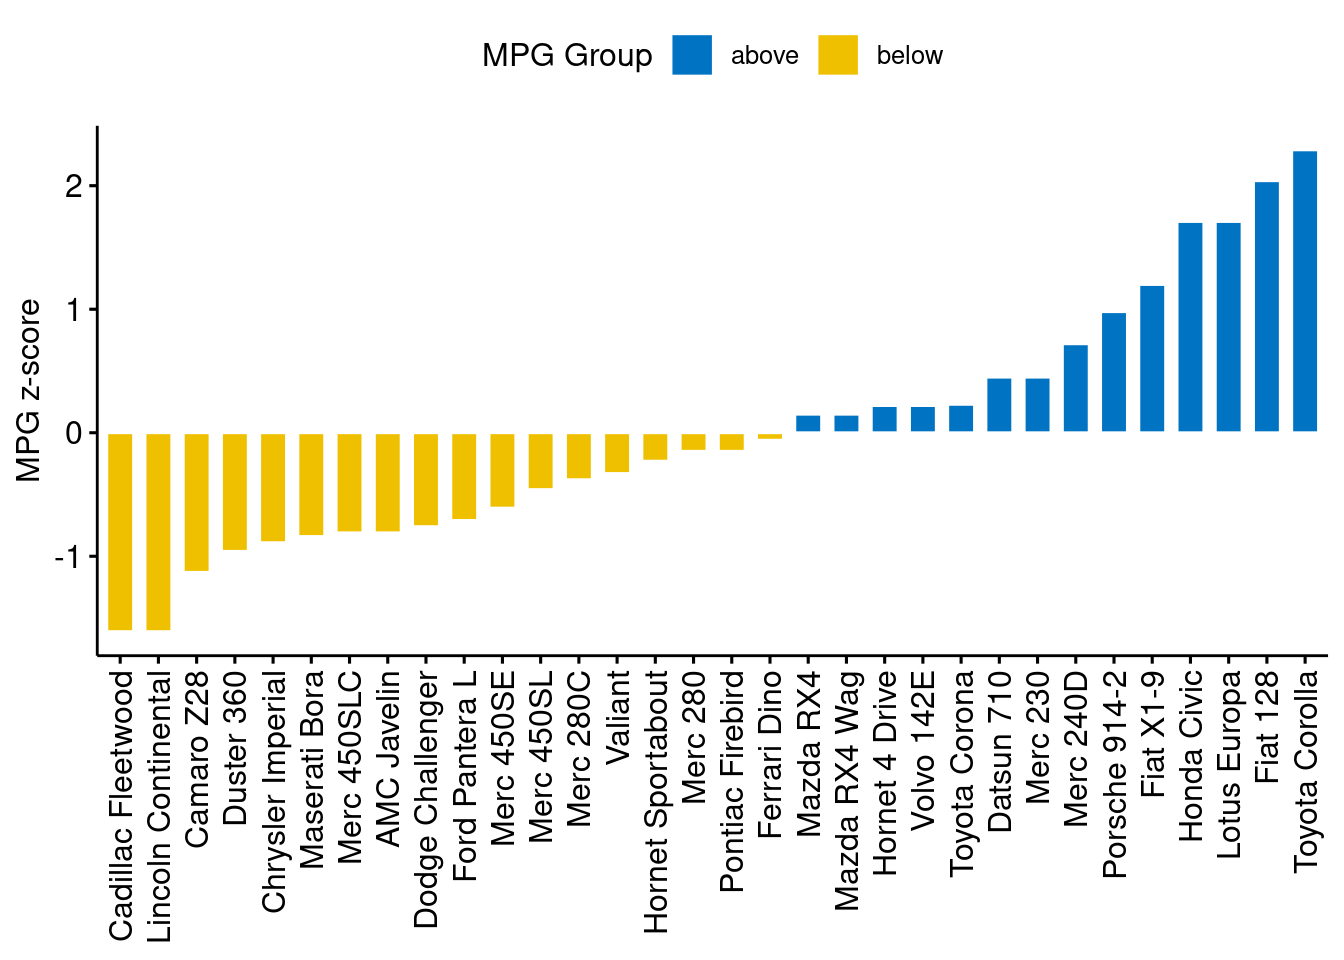 MPG Group above below
MPG z-score
2
1
0
-1
Cadillac Fleetwood
Lincoln Continental
Camaro Z28
Duster 360
Chrysler Imperial
Maserati Bora
Merc 450SLC
AMC Javelin
Dodge Challenger
Ford Pantera L
Merc 450SE
Merc 450SL
Merc 280C
Valiant
Hornet Sportabout
Merc 280
Pontiac Firebird
Ferrari Dino
Mazda RX4
Mazda RX4 Wag
Hornet 4 Drive
Volvo 142E
Toyota Corona
Datsun 710
Merc 230
Merc 240D
Porsche 914-2
Fiat X1-9
Honda Civic
Lotus Europa
Fiat 128
Toyota Corolla